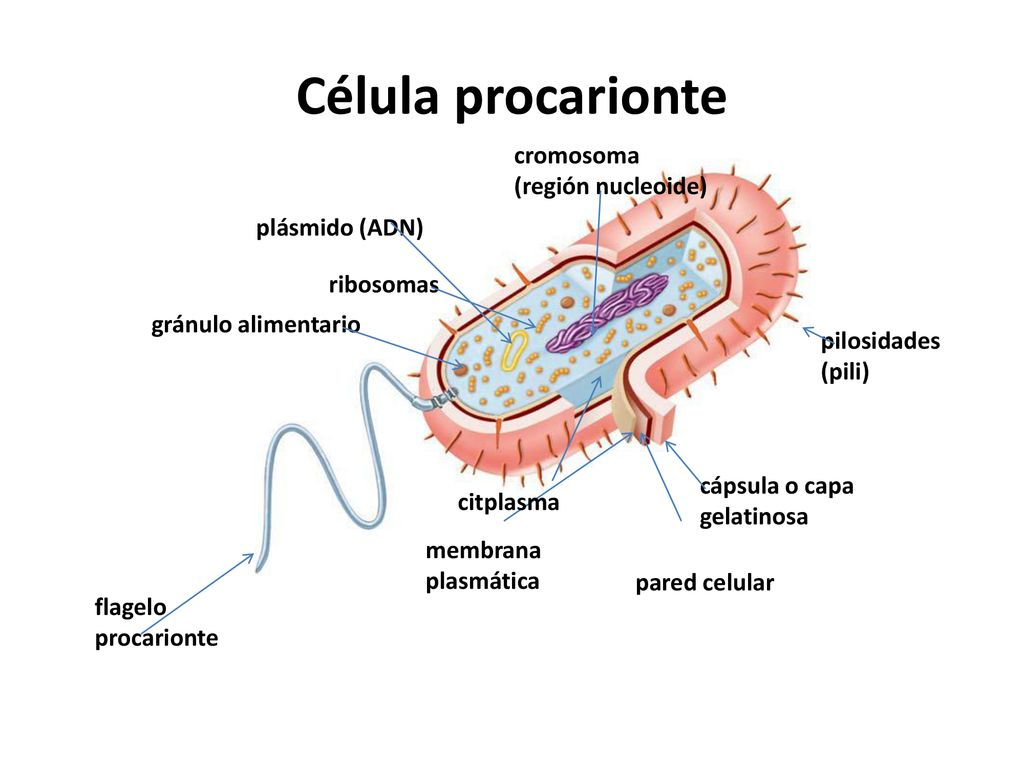 Célula procarionte
cromosoma
(región nucleoide)
plásmido (ADN)
ribosomas
gránulo alimentario
pilosidades
(pili)
cápsula o capa
gelatinosa
citplasma
membrana
plasmática
pared celular
flagelo
procarionte